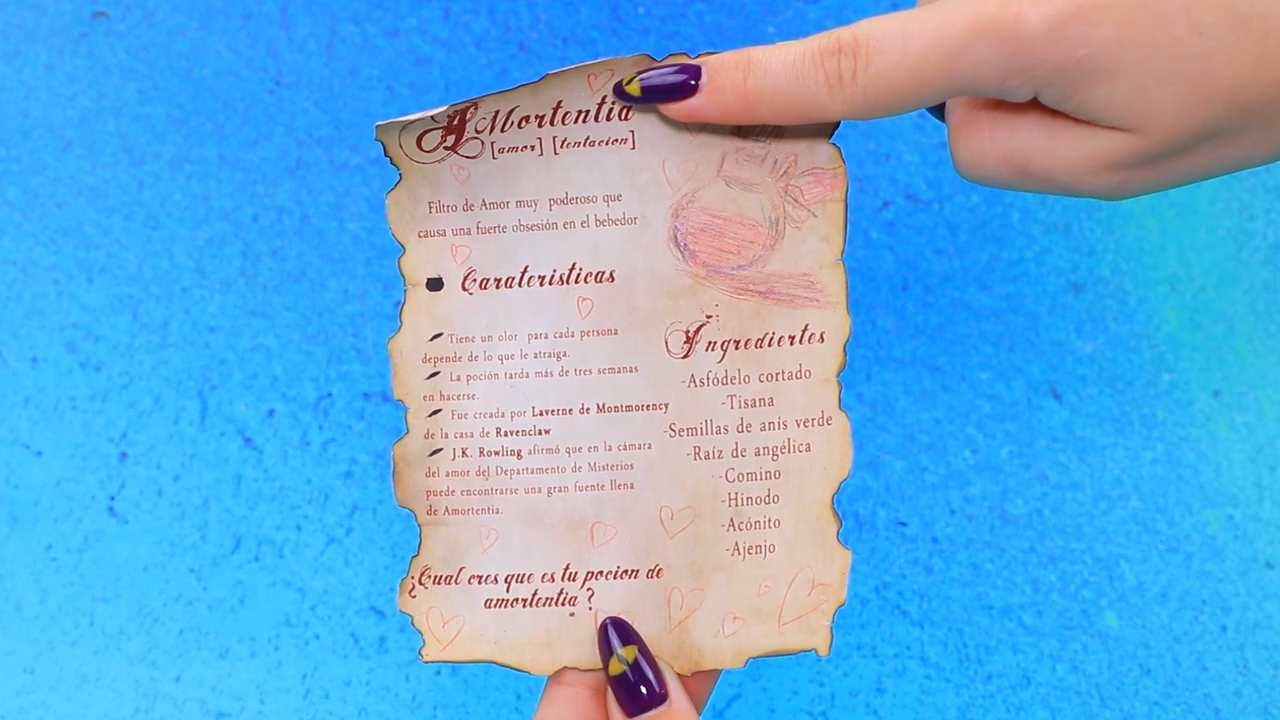 AMortentia
[amor] [tentacion]
Filtro de Amor muy poderoso que
causa una fuerte obsesión en el bebedor
Carateristicas
Tiene un olor para cada persona
depende de lo que le atraiga.
La poción tarda más de tres semanas
en hacerse.
Fue creada por Laverne de Montmorency
de la casa de Ravenclaw
J.K. Rowling afirmó que en la cámara
del amor del Departamento de Misterios
puede encontrarse una gran fuente llena
de Amortentia.
¿Cual cres que es tu pocion de
amortentia ?
Ingredientes
-Asfódelo cortado
-Tisana
-Semillas de anís verde
-Raíz de angélica
-Comino
-Hinodo
-Acónito
-Ajenjo